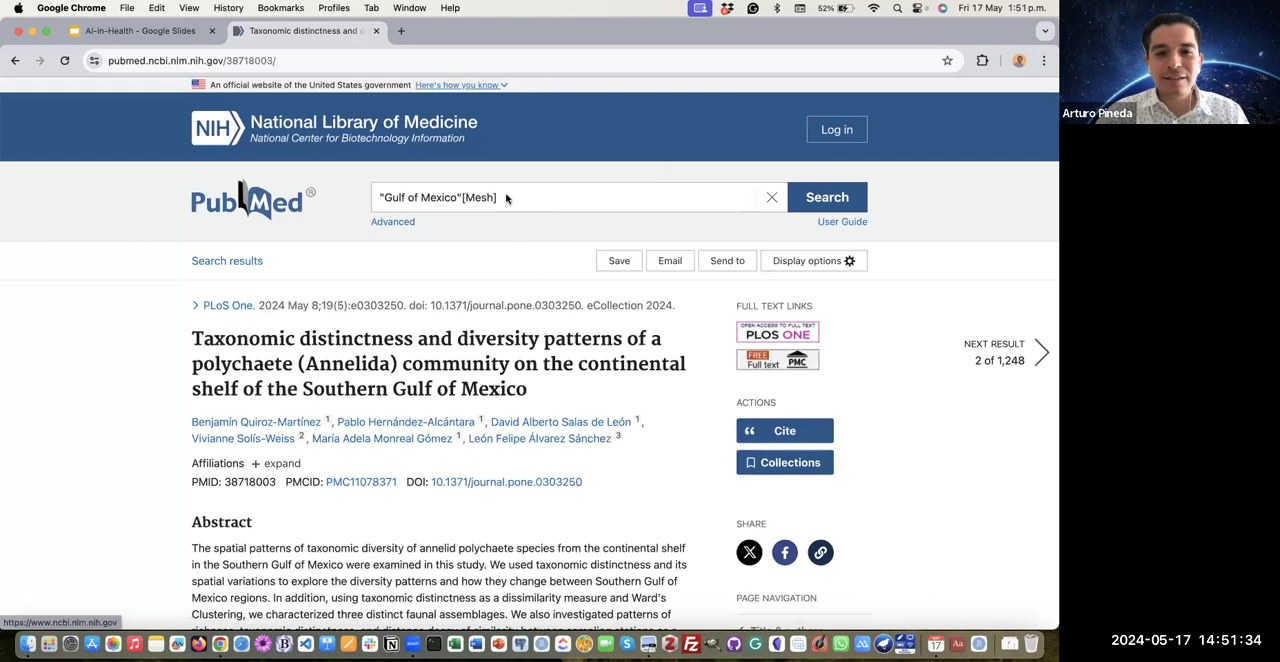 Google Chrome File Edit View History Bookmarks Profiles Tab Window Help 52% Fri 17 May 1:51 p.m.
AI-in-Health - Google Slides Taxonomic distinctness and d
pubmed.ncbi.nlm.nih.gov/38718003/
An official website of the United States government Here's how you know
NIH National Library of Medicine
National Center for Biotechnology Information
Log in
PubMed®
"Gulf of Mexico"[Mesh]
Search
Advanced
User Guide
Search results
Save Email Send to Display options
PLoS One. 2024 May 8;19(5):e0303250. doi: 10.1371/journal.pone.0303250. eCollection 2024.
Taxonomic distinctness and diversity patterns of a
polychaete (Annelida) community on the continental
shelf of the Southern Gulf of Mexico
Benjamín Quiroz-Martínez 1, Pablo Hernández-Alcántara 1, David Alberto Salas de León 1,
Vivianne Solís-Weiss 2, María Adela Monreal Gómez 1, León Felipe Álvarez Sánchez 3
Affiliations + expand
PMID: 38718003 PMCID: PMC11078371 DOI: 10.1371/journal.pone.0303250
Abstract
The spatial patterns of taxonomic diversity of annelid polychaete species from the continental shelf
in the Southern Gulf of Mexico were examined in this study. We used taxonomic distinctness and its
spatial variations to explore the diversity patterns and how they change between Southern Gulf of
Mexico regions. In addition, using taxonomic distinctness as a dissimilarity measure and Ward's
Clustering, we characterized three distinct faunal assemblages. We also investigated patterns of
FULL TEXT LINKS
OPEN ACCESS TO FULL TEXT
PLOS ONE
FREE
Full text PMC
ACTIONS
Cite
Collections
SHARE
PAGE NAVIGATION
NEXT RESULT
2 of 1,248
https://www.ncbi.nlm.nih.gov
Arturo Pineda
2024-05-17 14:51:34